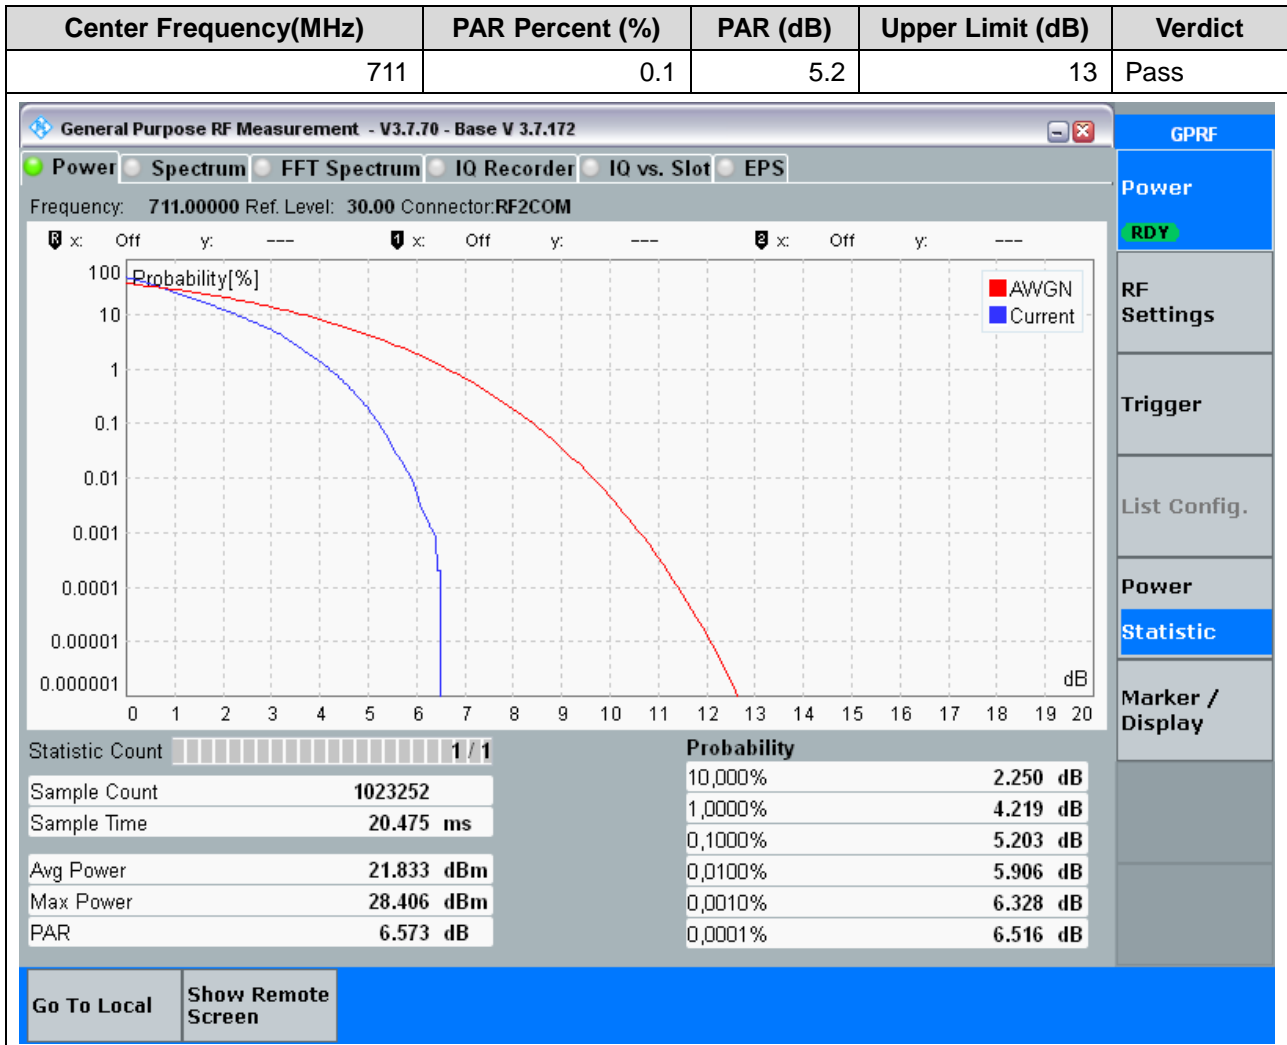 Center Frequency(MHz) PAR Percent (%) PAR (dB) Upper Limit (dB) Verdict
711 0.1 5.2 13 Pass
General Purpose RF Measurement - V3.7.70 - Base V 3.7.172
GPRF
Power Spectrum FFT Spectrum IQ Recorder IQ vs. Slot EPS
Frequency: 711.00000 Ref. Level: 30.00 Connector:RF2COM
R x: Off y: --- 1 x: Off y: --- 2 x: Off y: ---
Probability[%]
AWGN
Current
100
10
1
0.1
0.01
0.001
0.0001
0.00001
0.000001
dB
0 1 2 3 4 5 6 7 8 9 10 11 12 13 14 15 16 17 18 19 20
Statistic Count 1 / 1
Sample Count 1023252
Sample Time 20.475 ms
Avg Power 21.833 dBm
Max Power 28.406 dBm
PAR 6.573 dB
Probability
10,000% 2.250 dB
1,0000% 4.219 dB
0,1000% 5.203 dB
0,0100% 5.906 dB
0,0010% 6.328 dB
0,0001% 6.516 dB
Power
RDY
RF
Settings
Trigger
List Config.
Power
Statistic
Marker /
Display
Go To Local
Show Remote
Screen